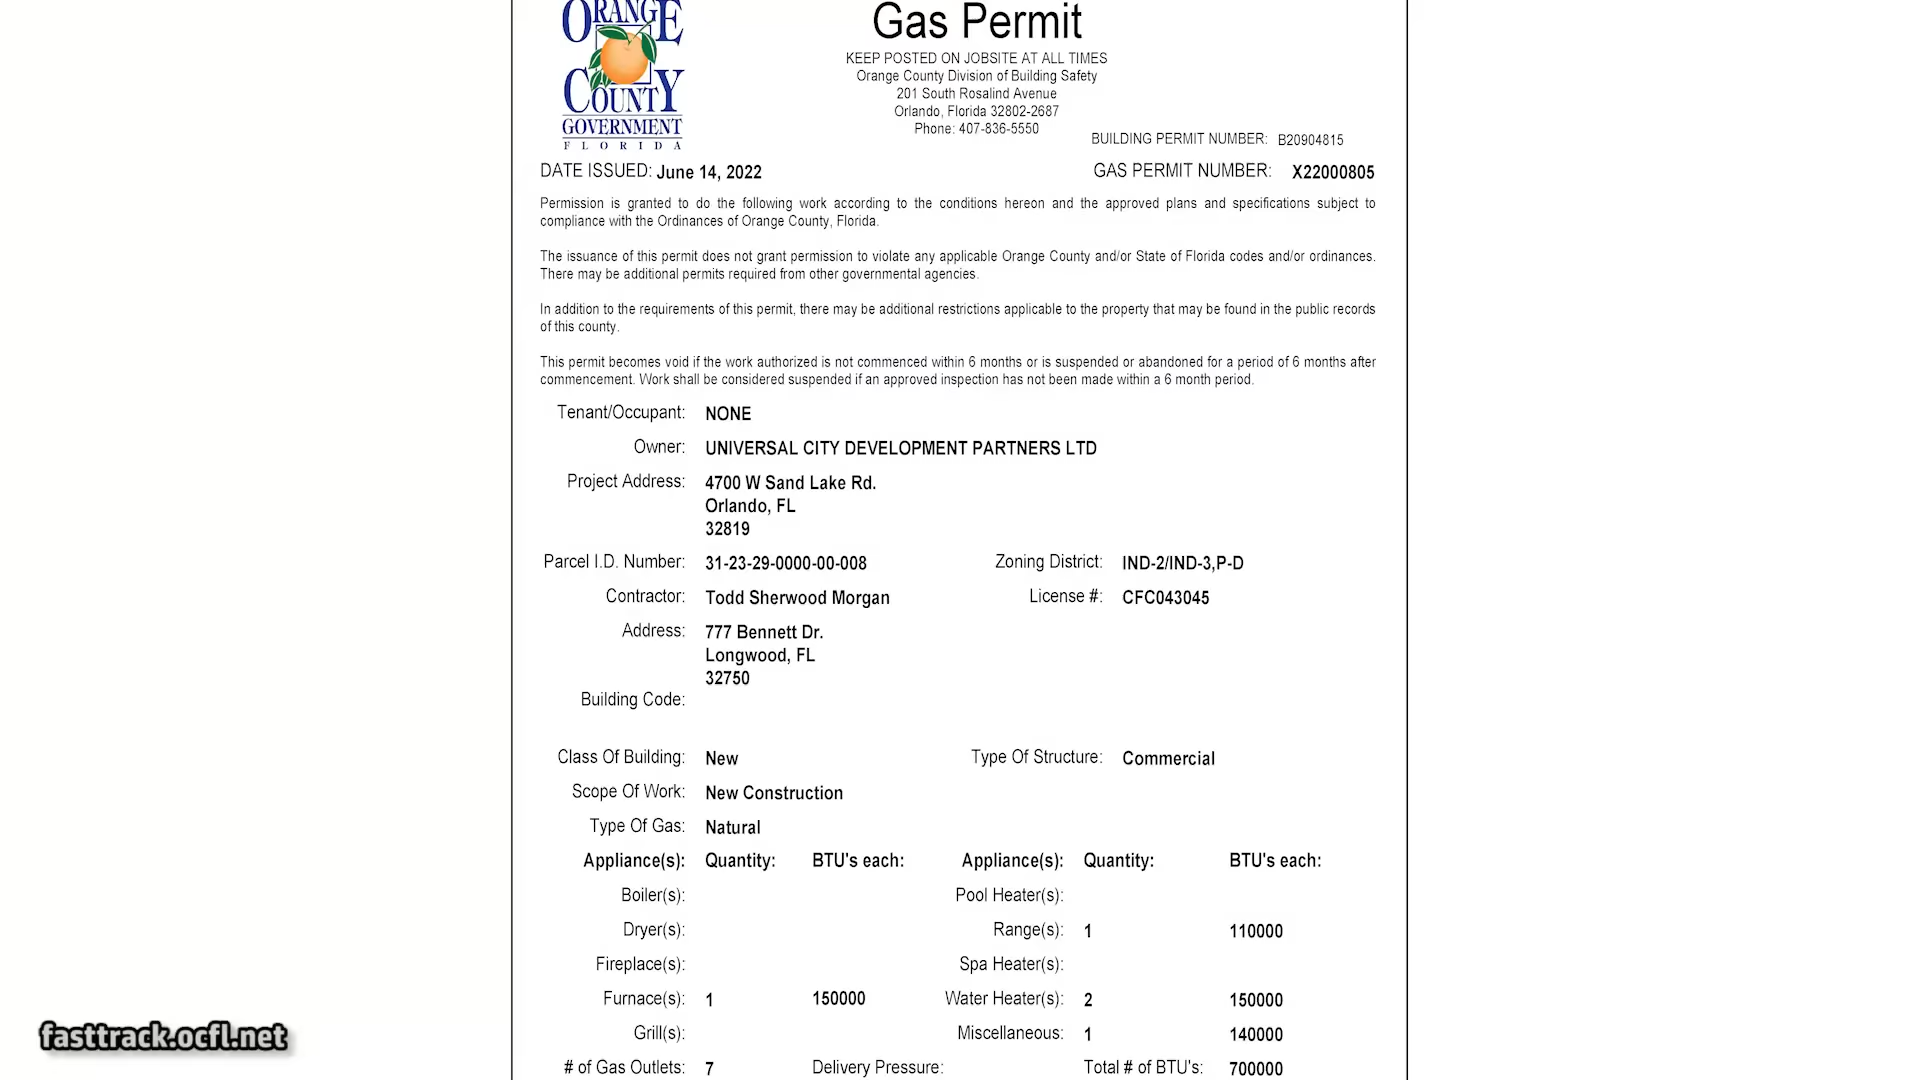 ORANGE
COUNTY
GOVERNMENT
FLORIDA
Gas Permit
KEEP POSTED ON JOBSITE AT ALL TIMES
Orange County Division of Building Safety
201 South Rosalind Avenue
Orlando, Florida 32802-2687
Phone: 407-836-5550
BUILDING PERMIT NUMBER: B20904815
DATE ISSUED: June 14, 2022 GAS PERMIT NUMBER: X22000805
Permission is granted to do the following work according to the conditions hereon and the approved plans and specifications subject to
compliance with the Ordinances of Orange County, Florida.
The issuance of this permit does not grant permission to violate any applicable Orange County and/or State of Florida codes and/or ordinances.
There may be additional permits required from other governmental agencies.
In addition to the requirements of this permit, there may be additional restrictions applicable to the property that may be found in the public records
of this county.
This permit becomes void if the work authorized is not commenced within 6 months or is suspended or abandoned for a period of 6 months after
commencement. Work shall be considered suspended if an approved inspection has not been made within a 6 month period.
Tenant/Occupant: NONE
Owner: UNIVERSAL CITY DEVELOPMENT PARTNERS LTD
Project Address: 4700 W Sand Lake Rd.
Orlando, FL
32819
Parcel I.D. Number: 31-23-29-0000-00-008 Zoning District: IND-2/IND-3,P-D
Contractor: Todd Sherwood Morgan License #: CFC043045
Address: 777 Bennett Dr.
Longwood, FL
32750
Building Code:
Class Of Building: New Type Of Structure: Commercial
Scope Of Work: New Construction
Type Of Gas: Natural
Appliance(s): Quantity: BTU's each: Appliance(s): Quantity: BTU's each:
Boiler(s): Pool Heater(s):
Dryer(s): Range(s): 1 110000
Fireplace(s): Spa Heater(s):
Furnace(s): 1 150000 Water Heater(s): 2 150000
Grill(s): Miscellaneous: 1 140000
# of Gas Outlets: 7 Delivery Pressure: Total # of BTU's: 700000
fasttrack.ocfl.net